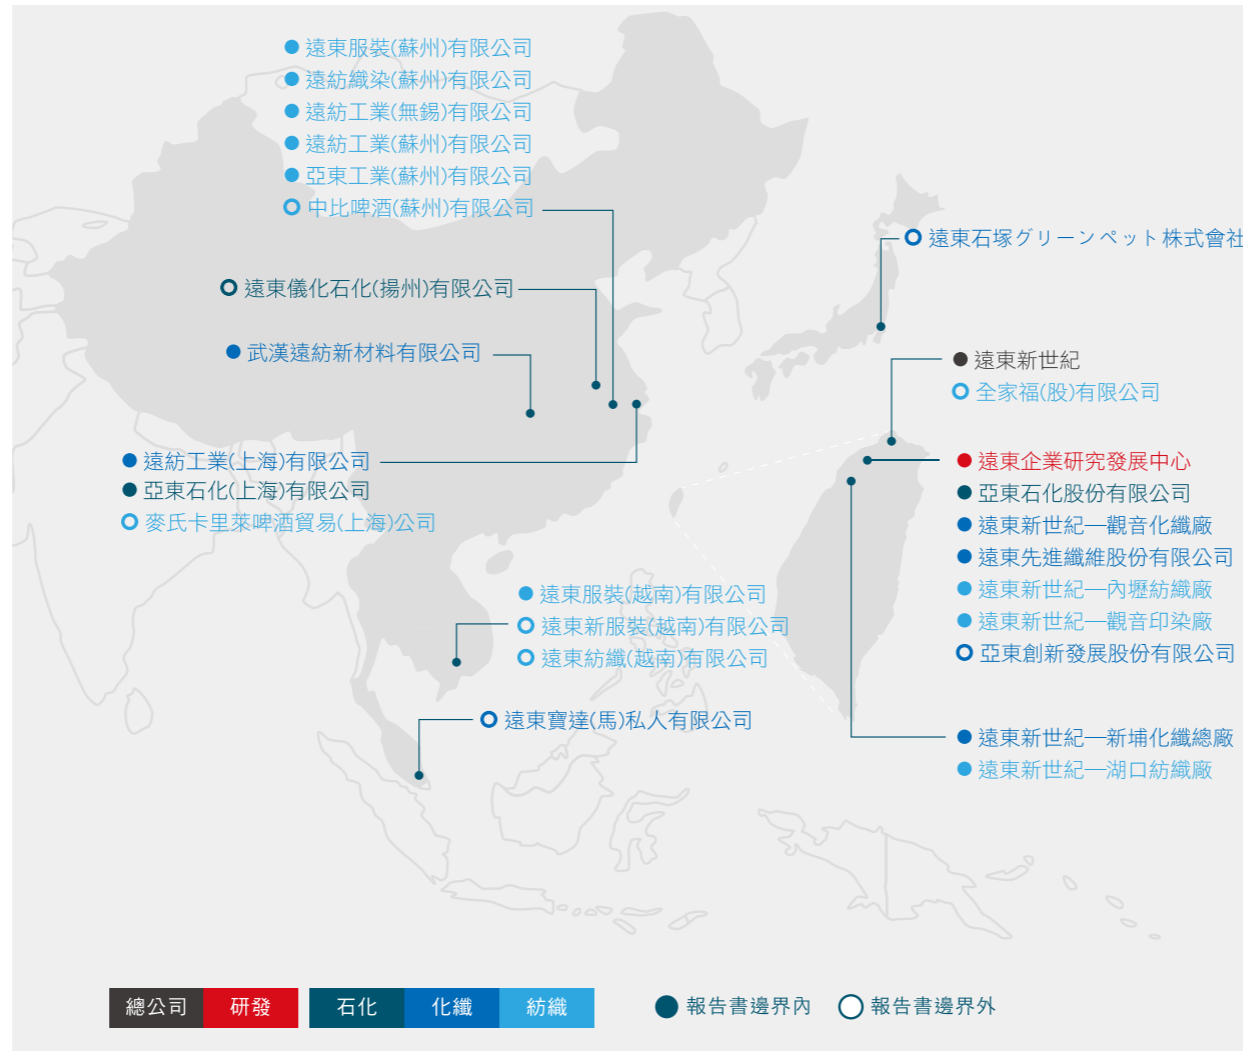 遠東服裝(蘇州)有限公司
遠紡織染(蘇州)有限公司
遠紡工業(無錫)有限公司
遠紡工業(蘇州)有限公司
亞東工業(蘇州)有限公司
中比啤酒(蘇州)有限公司
遠東石塚グリーンペット株式會社
遠東儀化石化(揚州)有限公司
武漢遠紡新材料有限公司
遠東新世紀
全家福(股)有限公司
遠紡工業(上海)有限公司
亞東石化(上海)有限公司
麥氏卡里萊啤酒貿易(上海)公司
遠東企業研究發展中心
亞東石化股份有限公司
遠東新世紀—觀音化纖廠
遠東先進纖維股份有限公司
遠東新世紀—內壢紡織廠
遠東新世紀—觀音印染廠
亞東創新發展股份有限公司
遠東服裝(越南)有限公司
遠東新服裝(越南)有限公司
遠東紡纖(越南)有限公司
遠東寶達(馬)私人有限公司
遠東新世紀—新埔化纖總廠
遠東新世紀—湖口紡織廠
總公司 研發 石化 化纖 紡織 報告書邊界內 報告書邊界外